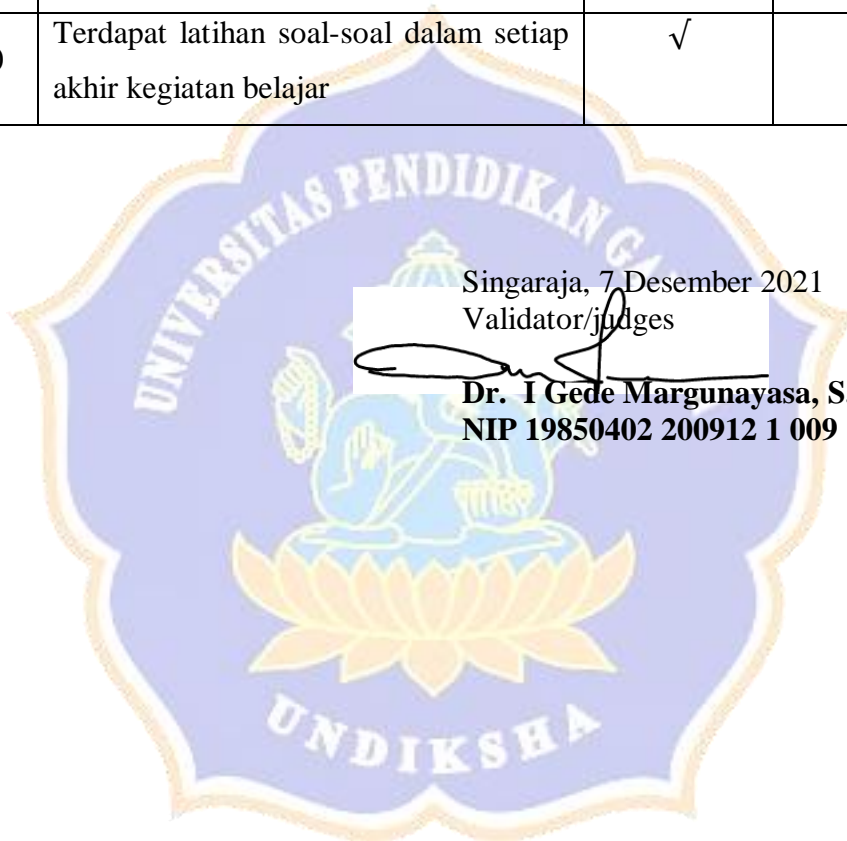 Terdapat latihan soal-soal dalam setiap √
akhir kegiatan belajar
UNIVERSITAS PENDIDIKAN
Singaraja, 7 Desember 2021
Validator/judges
Dr. I Gede Margunayasa, S.
NIP 19850402 200912 1 009
UNDIKSHA